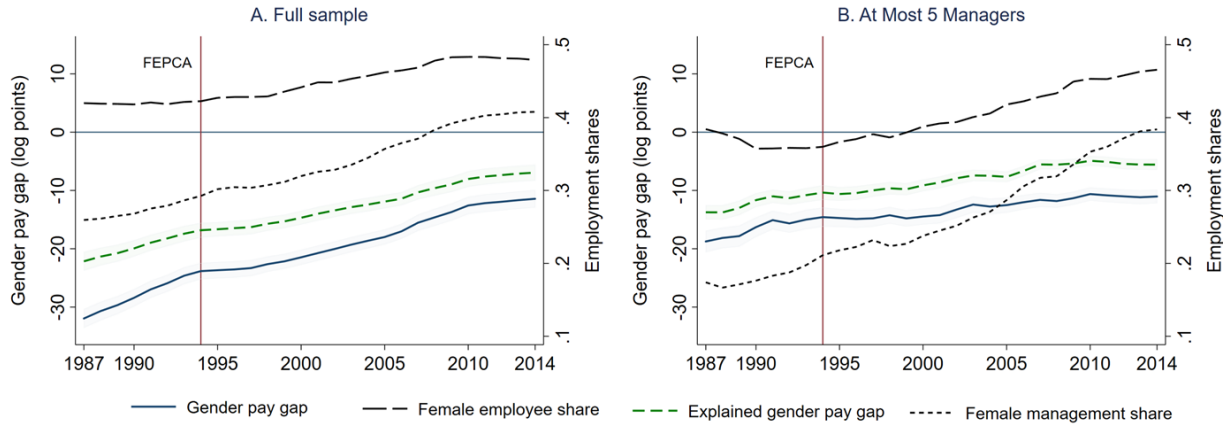 A. Full sample
B. At Most 5 Managers
Gender pay gap (log points)
10
0
-10
-20
-30
FEPCA
.5
.4
.3
.2
.1
Employment shares
1987 1990 1995 2000 2005 2010 2014
Gender pay gap (log points)
10
0
-10
-20
-30
FEPCA
.5
.4
.3
.2
.1
Employment shares
1987 1990 1995 2000 2005 2010 2014
Gender pay gap Female employee share Explained gender pay gap Female management share